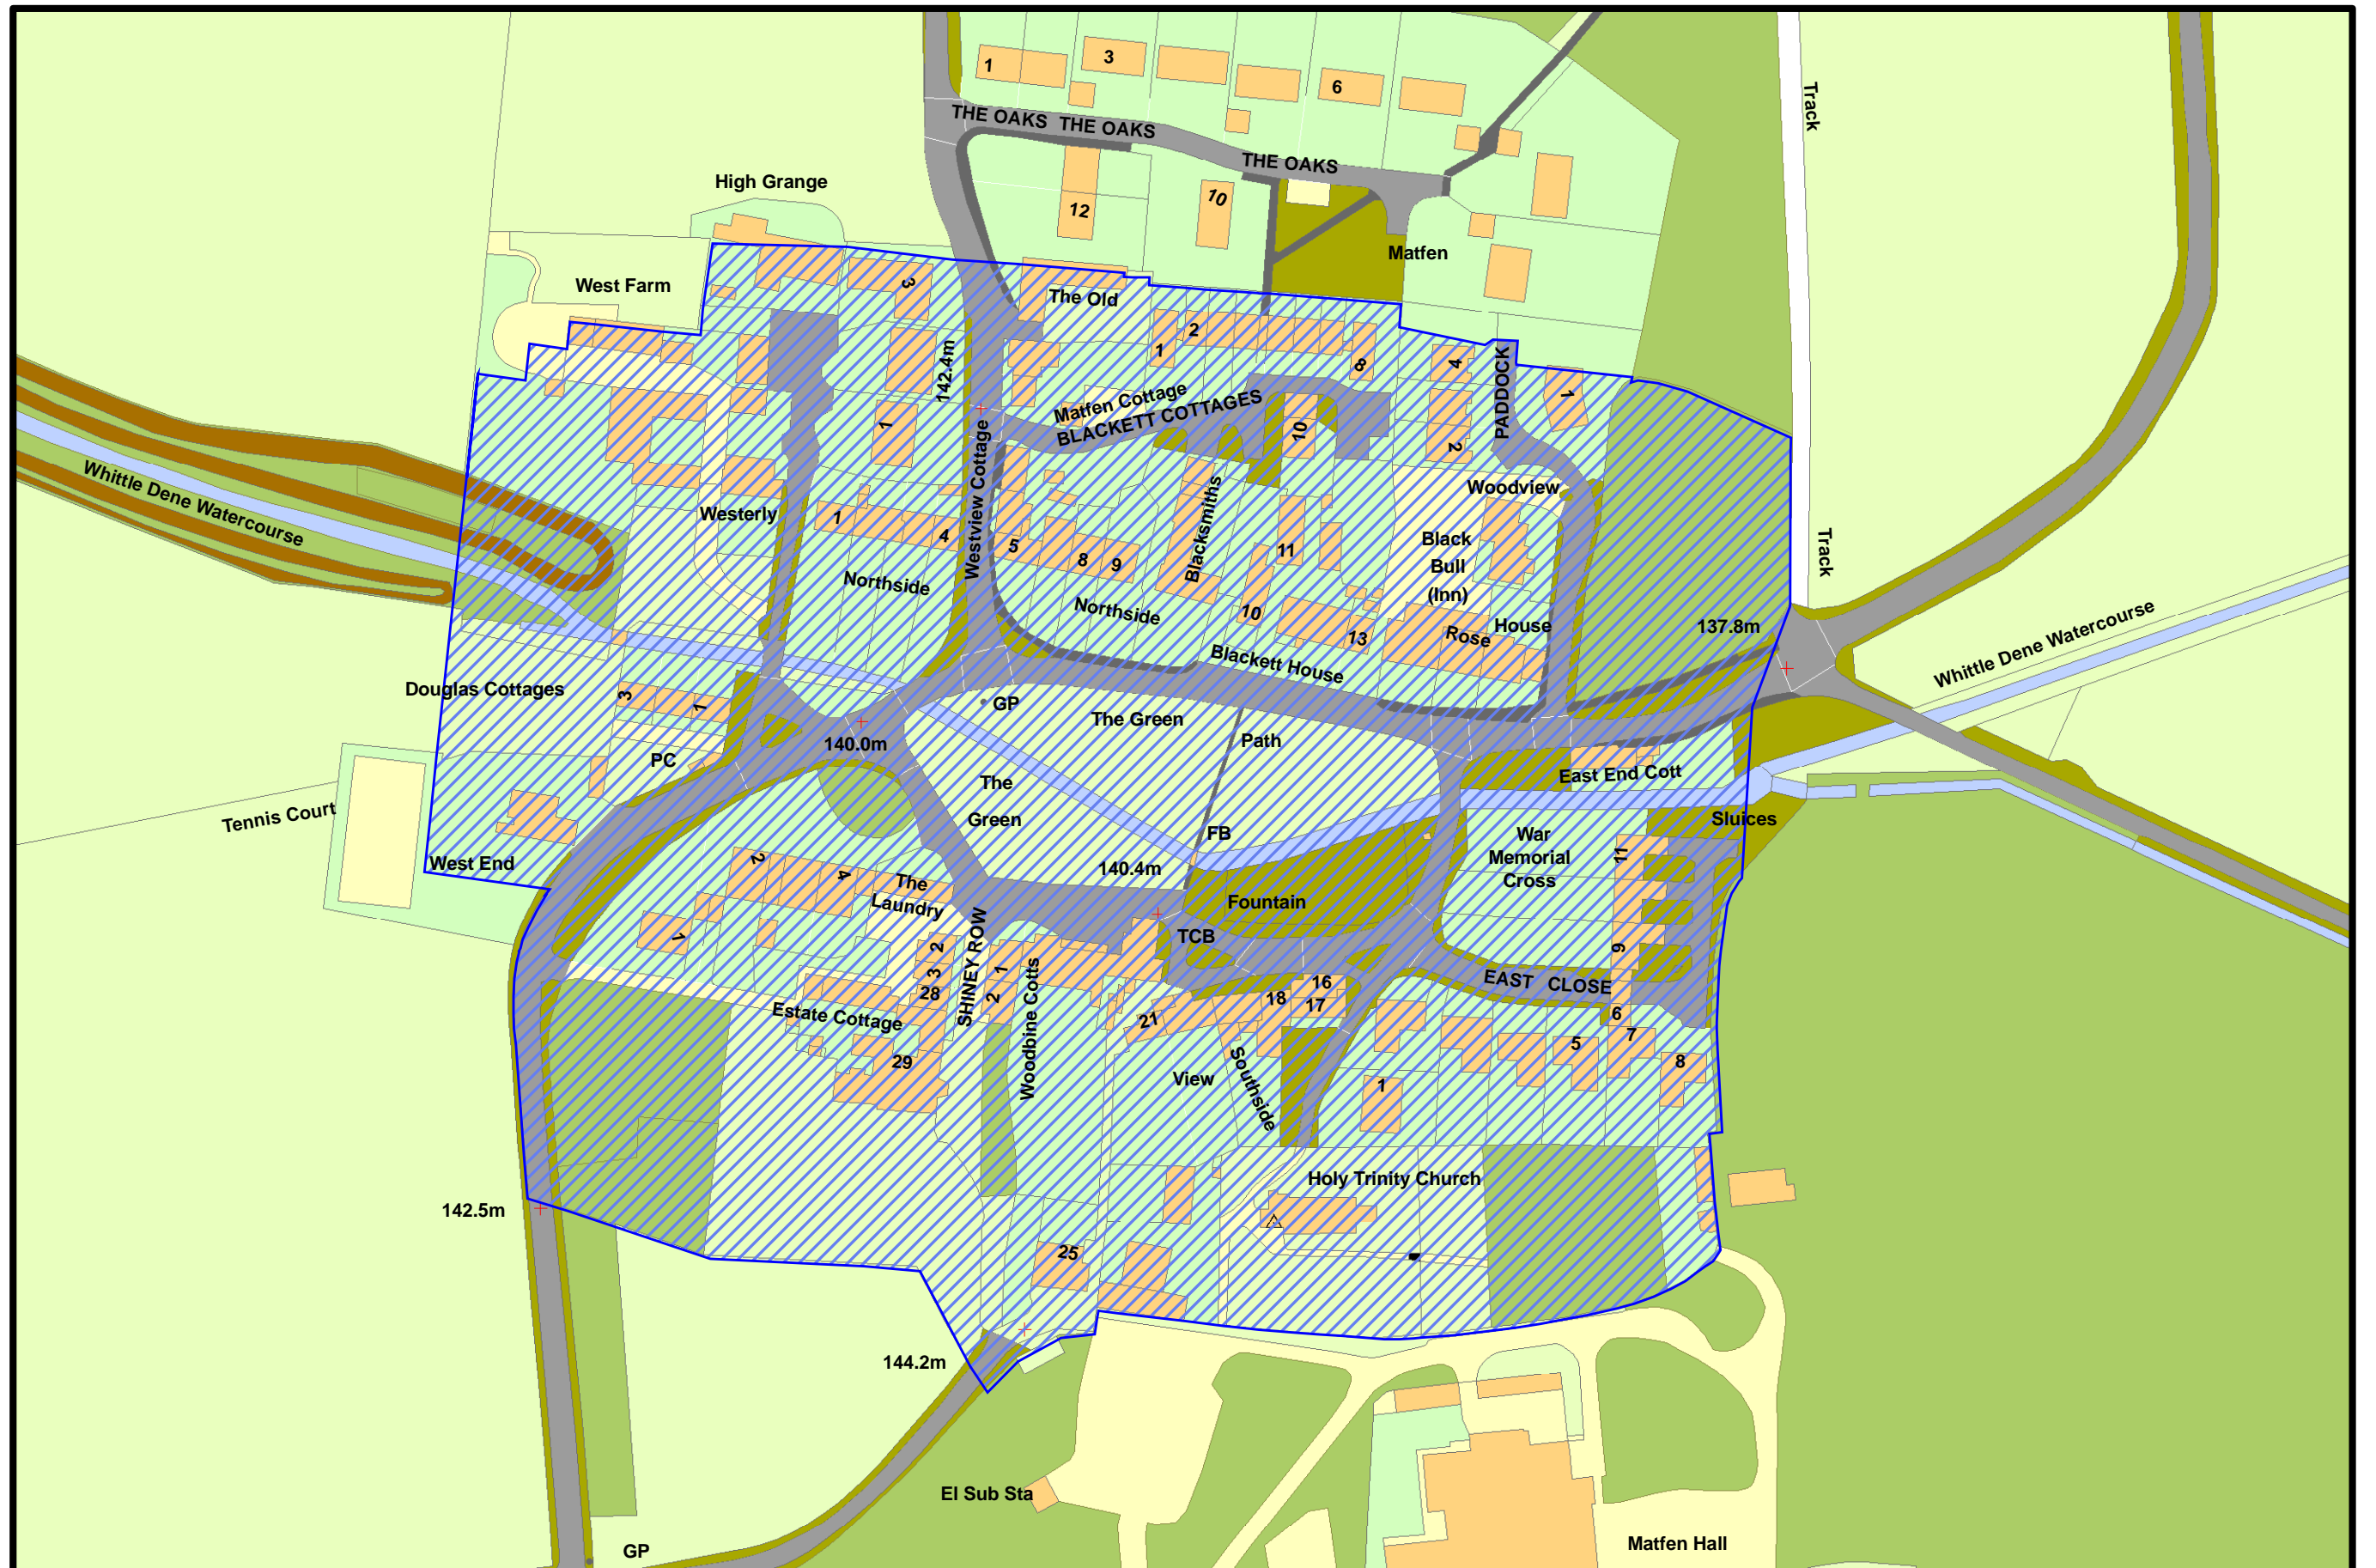 1
3
6
THE OAKS THE OAKS
THE OAKS
Track
High Grange
12
10
Matfen
West Farm
3
The Old
2
1
8
4
PADDOCK
1
142.4m
Matfen Cottage
BLACKETT COTTAGES
1
10
2
Whittle Dene Watercourse
Westview Cottage
Woodview
Westerly
1
4
5
8
9
Blacksmiths
11
Black
Bull
(Inn)
Track
Northside
Northside
10
13
Rose
House
137.8m
Whittle Dene Watercourse
Blackett House
Douglas Cottages
3
1
GP
The Green
Path
140.0m
PC
The
Green
East End Cott
Tennis Court
FB
War
Memorial
Cross
Sluices
11
West End
2
4
The
Laundry
140.4m
Fountain
1
TCB
2
3
28
SHINEY ROW
1
2
Woodbine Cotts
9
EAST CLOSE
16
17
18
21
Estate Cottage
6
7
5
8
29
View
Southside
1
Holy Trinity Church
142.5m
25
144.2m
El Sub Sta
GP
Matfen Hall